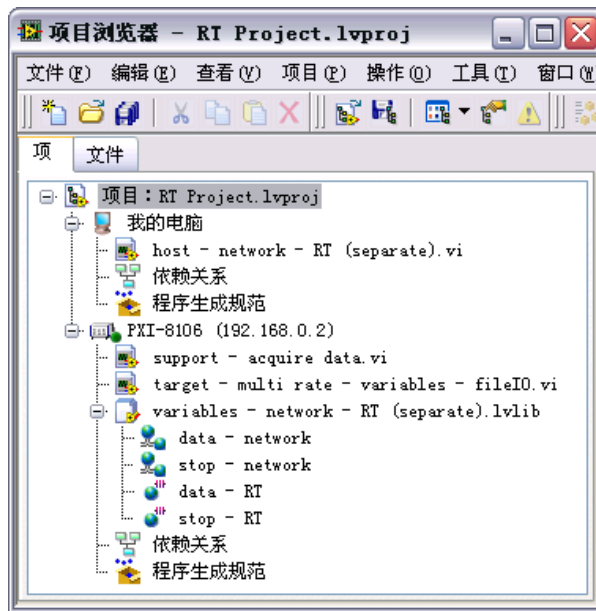 项目浏览器 - RT Project.lvproj
文件(F) 编辑(E) 查看(V) 项目(P) 操作(O) 工具(T) 窗口(W
项 文件
项目：RT Project.lvproj
我的电脑
host - network - RT (separate).vi
依赖关系
程序生成规范
PXI-8106 (192.168.0.2)
support - acquire data.vi
target - multi rate - variables - fileIO.vi
variables - network - RT (separate).lvlib
data - network
stop - network
data - RT
stop - RT
依赖关系
程序生成规范